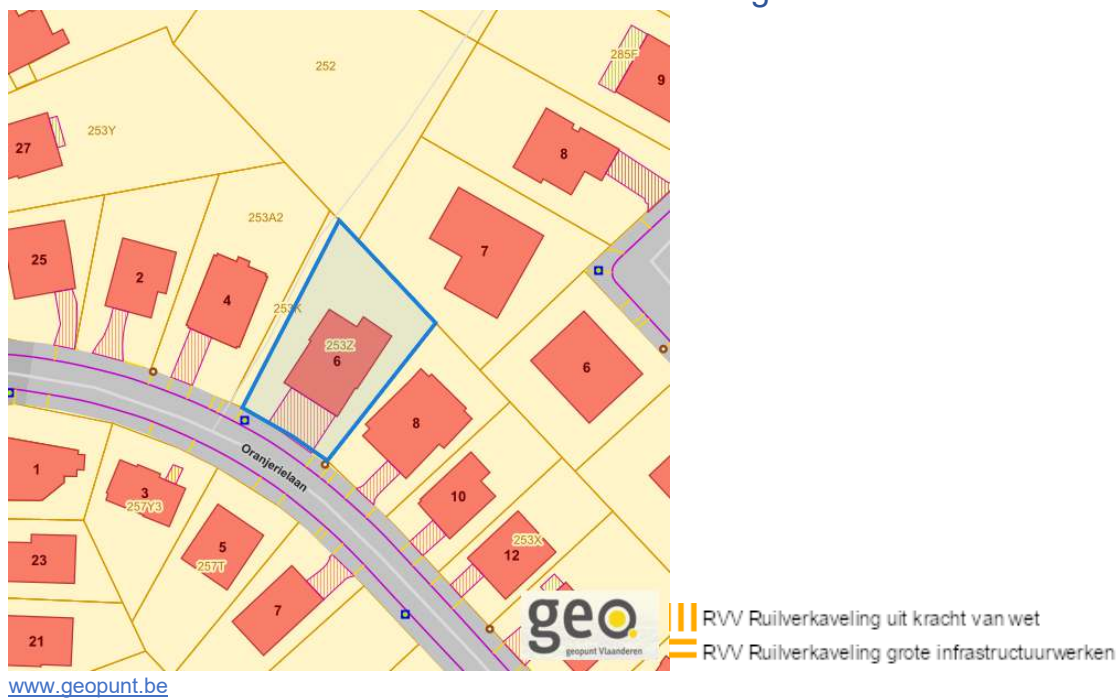 252
285F
9
253Y
27
8
253A2
7
25
2
4
253K
253Z
6
6
8
Oranjerielaan
1
3
257Y3
10
5
257T
253X
12
23
7
21
geo.
geopunt Vlaanderen
RVV Ruilverkaveling uit kracht van wet
RVV Ruilverkaveling grote infrastructuurwerken
www.geopunt.be